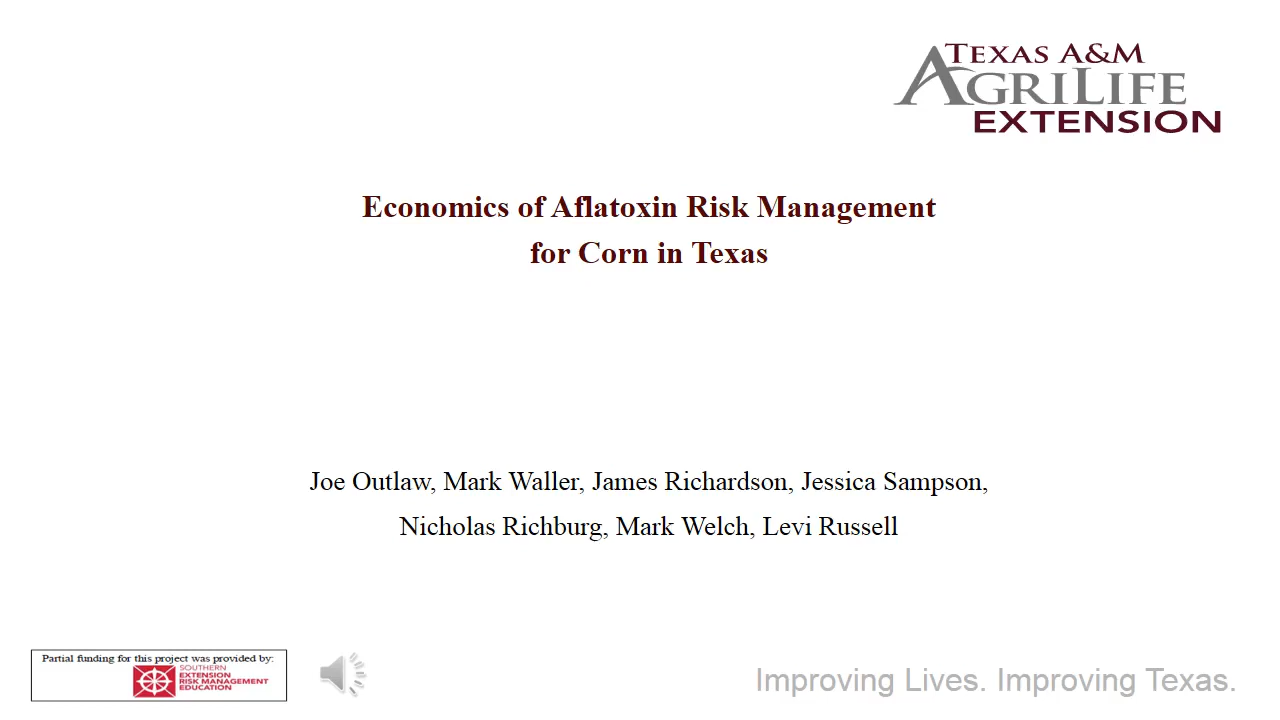 TEXAS A&M
AGRILIFE
EXTENSION
Economics of Aflatoxin Risk Management
for Corn in Texas
Joe Outlaw, Mark Waller, James Richardson, Jessica Sampson,
Nicholas Richburg, Mark Welch, Levi Russell
Partial funding for this project was provided by:
SOUTHERN
EXTENSION
RISK MANAGEMENT
EDUCATION
Improving Lives. Improving Texas.